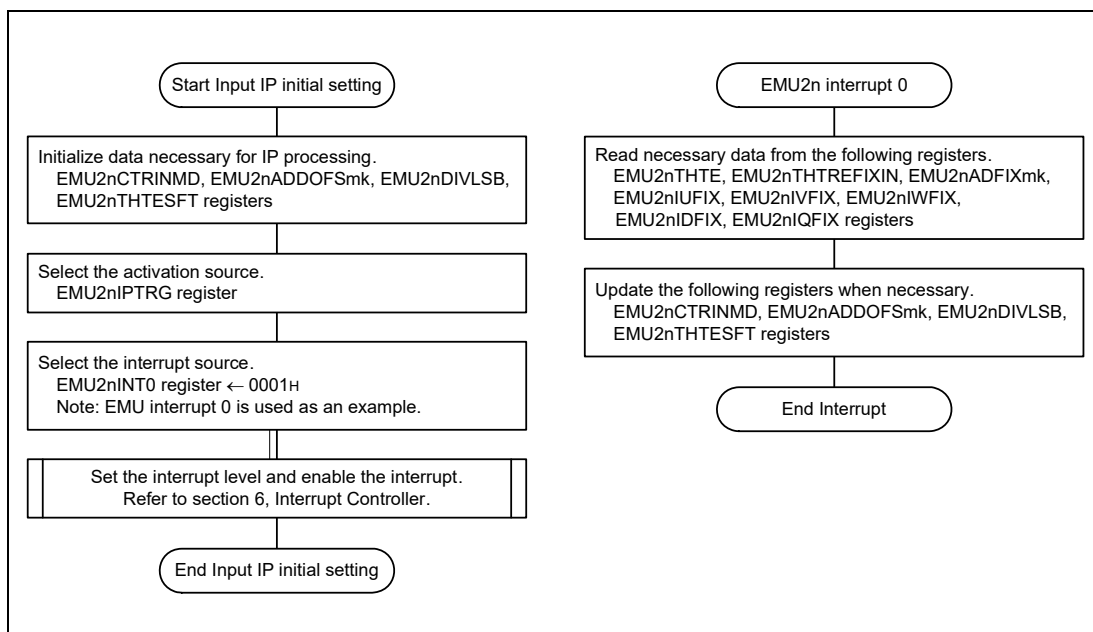 Start Input IP initial setting
Initialize data necessary for IP processing.
EMU2nCTRINMD, EMU2nADDOFSmk, EMU2nDIVLSB,
EMU2nTHTESFT registers
Select the activation source.
EMU2nIPTRG register
Select the interrupt source.
EMU2nINT0 register ← 0001H
Note: EMU interrupt 0 is used as an example.
Set the interrupt level and enable the interrupt.
Refer to section 6, Interrupt Controller.
End Input IP initial setting
EMU2n interrupt 0
Read necessary data from the following registers.
EMU2nTHTE, EMU2nTHTREFIXIN, EMU2nADFIXmk,
EMU2nIUFIX, EMU2nIVFIX, EMU2nIWFIX,
EMU2nIDFIX, EMU2nIQFIX registers
Update the following registers when necessary.
EMU2nCTRINMD, EMU2nADDOFSmk, EMU2nDIVLSB,
EMU2nTHTESFT registers
End Interrupt